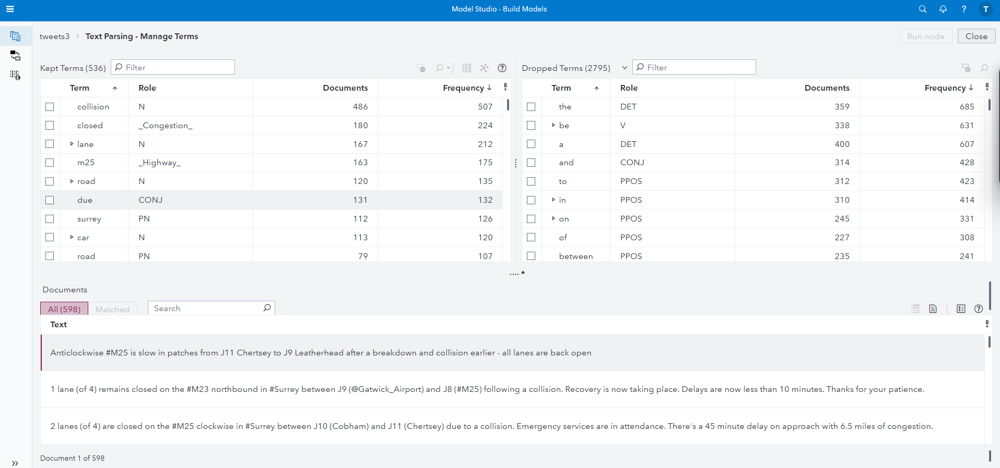 Model Studio - Build Models
? T
tweets3 > Text Parsing - Manage Terms
Run node Close
Kept Terms (536) Filter
Term Role Documents Frequency
collision N 486 507
closed _Congestion_ 180 224
lane N 167 212
m25 _Highway_ 163 175
road N 120 135
due CONJ 131 132
surrey PN 112 126
car N 113 120
road PN 79 107
Dropped Terms (2795) Filter
Term Role Documents Frequency
the DET 359 685
be V 338 631
a DET 400 607
and CONJ 314 428
to PPOS 312 423
in PPOS 310 414
on PPOS 245 331
of PPOS 227 308
between PPOS 235 241
Documents
All (598) Matched Search
Text
Anticlockwise #M25 is slow in patches from J11 Chertsey to J9 Leatherhead after a breakdown and collision earlier - all lanes are back open
1 lane (of 4) remains closed on the #M23 northbound in #Surrey between J9 (@Gatwick_Airport) and J8 (#M25) following a collision. Recovery is now taking place. Delays are now less than 10 minutes. Thanks for your patience.
2 lanes (of 4) are closed on the #M25 clockwise in #Surrey between J10 (Cobham) and J11 (Chertsey) due to a collision. Emergency services are in attendance. There's a 45 minute delay on approach with 6.5 miles of congestion.
Document 1 of 598